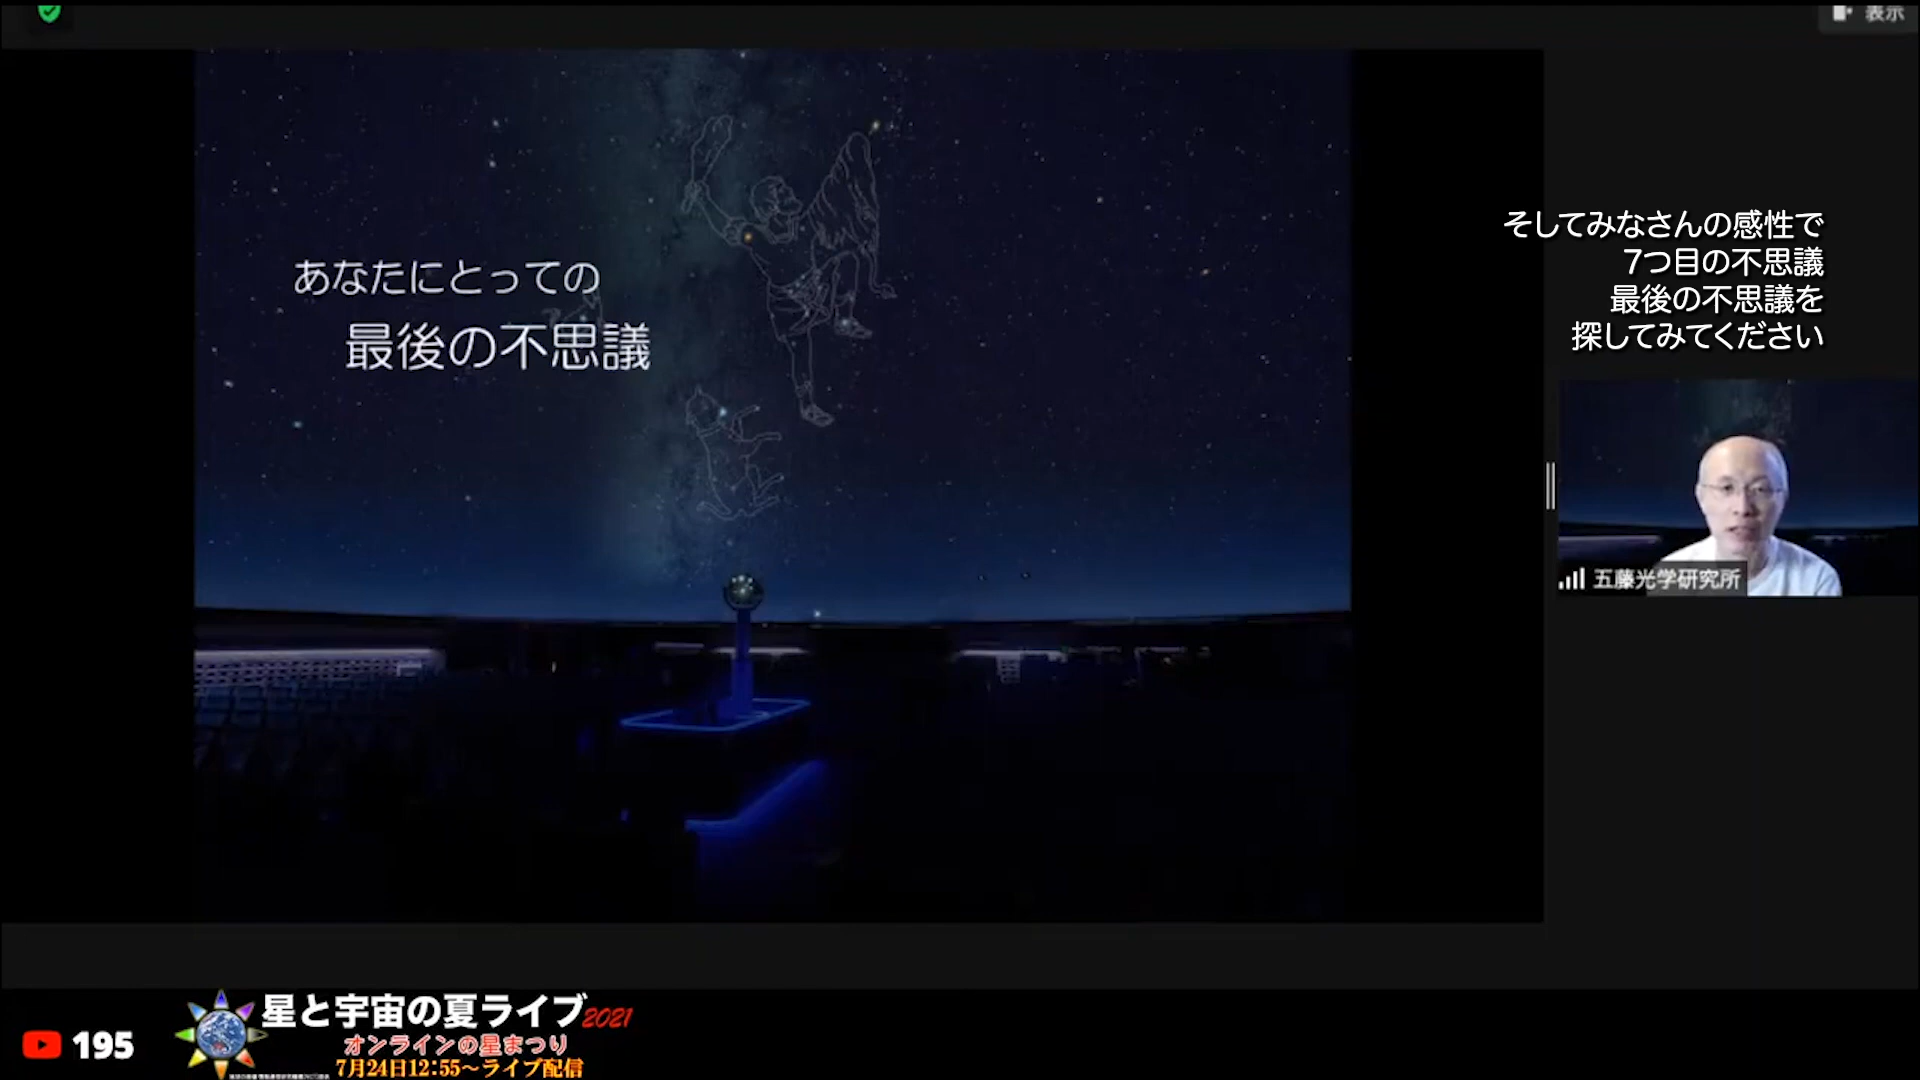 表示
あなたにとっての
最後の不思議
そしてみなさんの感性で
7つ目の不思議
最後の不思議を
探してみてください
五藤光学研究所
195
星と宇宙の夏ライブ2021
オンラインの星まつり
7月24日12:55〜ライブ配信